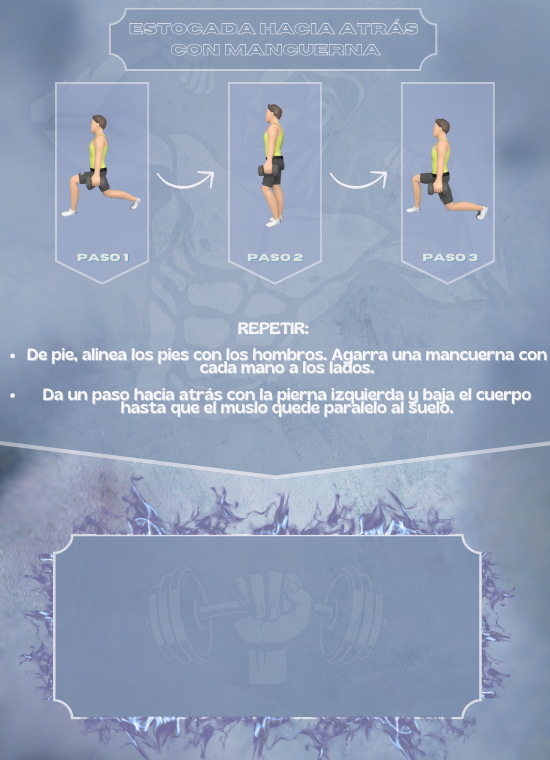 ESTOCADA HACIA ATRÁS
CON MANCUERNA
PASO 1
PASO 2
PASO 3
REPETIR:
• De pie, alinea los pies con los hombros. Agarra una mancuerna con
cada mano a los lados.
• Da un paso hacia atrás con la pierna izquierda y baja el cuerpo
hasta que el muslo quede paralelo al suelo.